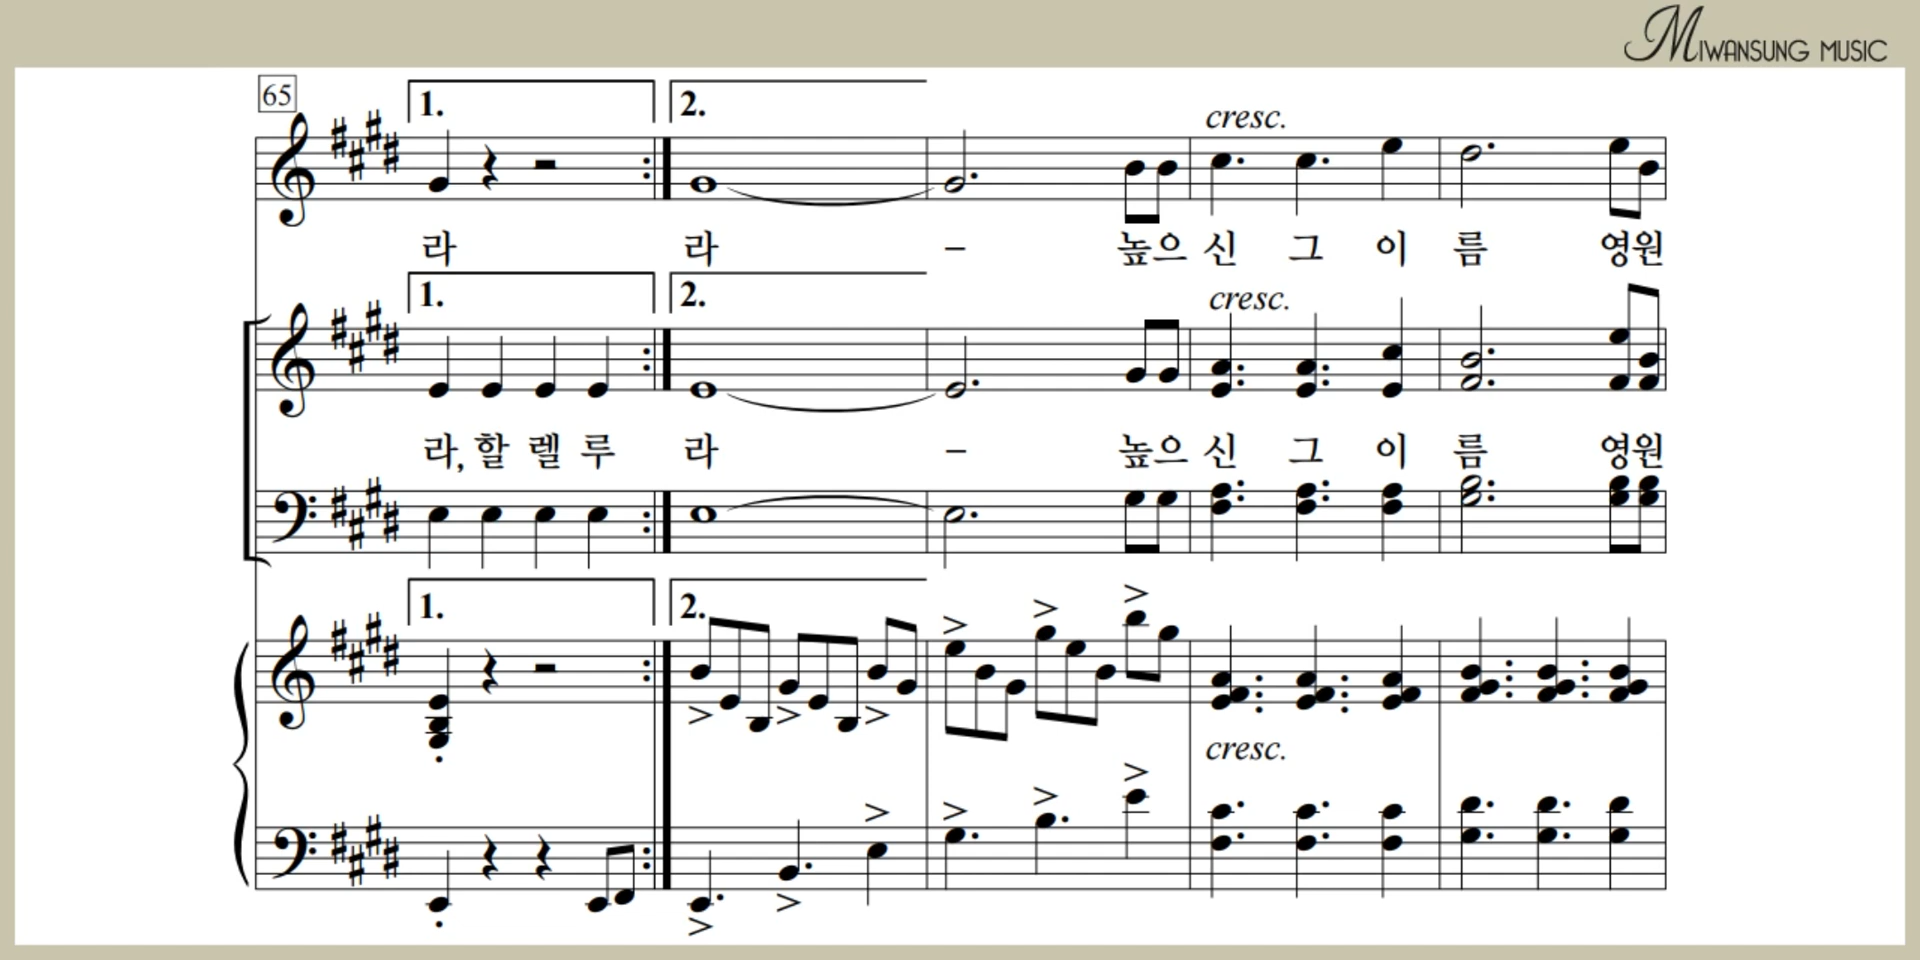 MIWANSUNG MUSIC
65
1. 2.
cresc.
라 라 – 높으 신 그 이 름 영원
1. 2.
cresc.
라, 할 렐 루 라 – 높으 신 그 이 름 영원
1. 2.
cresc.